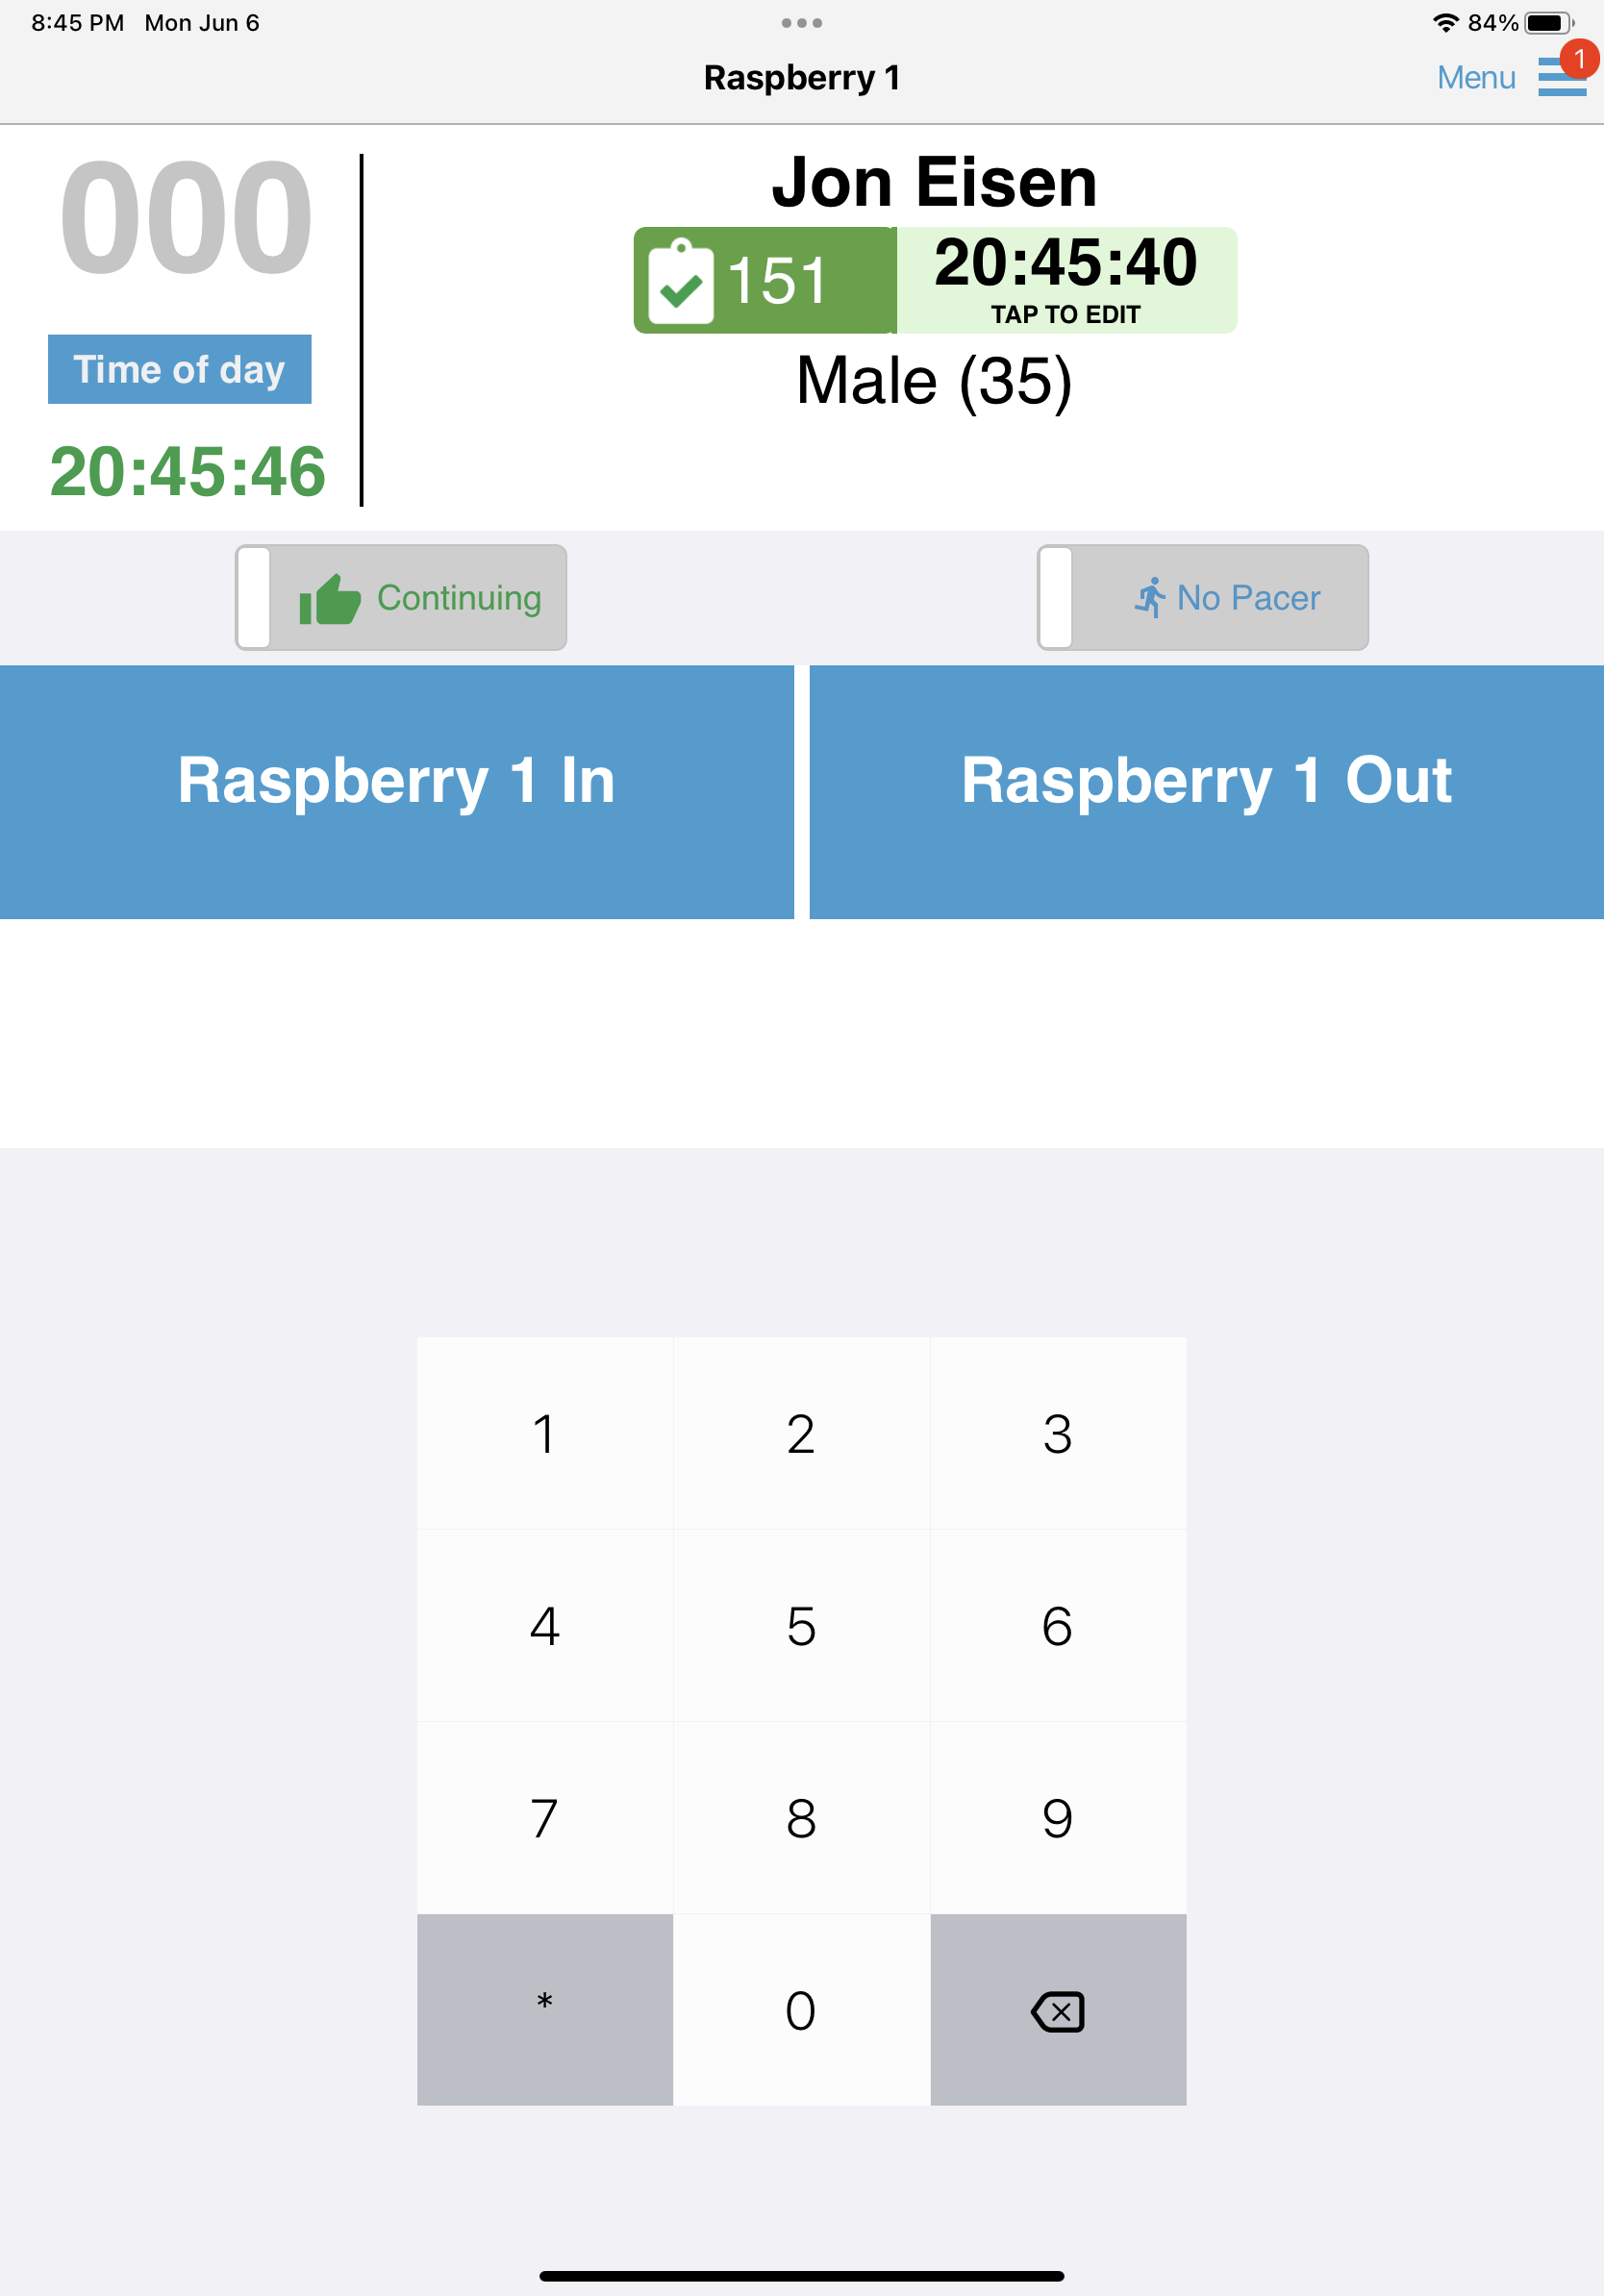 8:45 PM Mon Jun 6
84%
Raspberry 1
Menu
1
000
Time of day
20:45:46
Jon Eisen
151
20:45:40
TAP TO EDIT
Male (35)
Continuing
No Pacer
Raspberry 1 In
Raspberry 1 Out
1 2 3
4 5 6
7 8 9
* 0